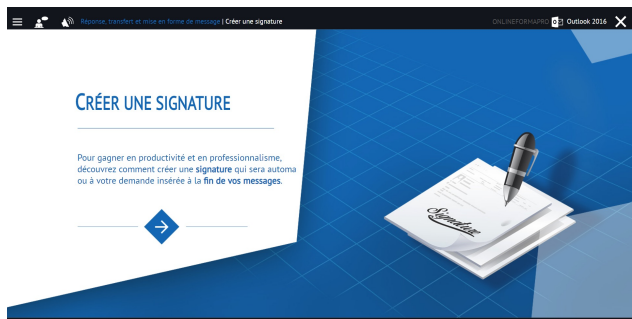 Réponse, transfert et mise en forme de message | Créer une signature
ONLINEFORMAPRO Outlook 2016
CRÉER UNE SIGNATURE
Pour gagner en productivité et en professionnalisme,
découvrez comment créer une signature qui sera automa
ou à votre demande insérée à la fin de vos messages.
Signature